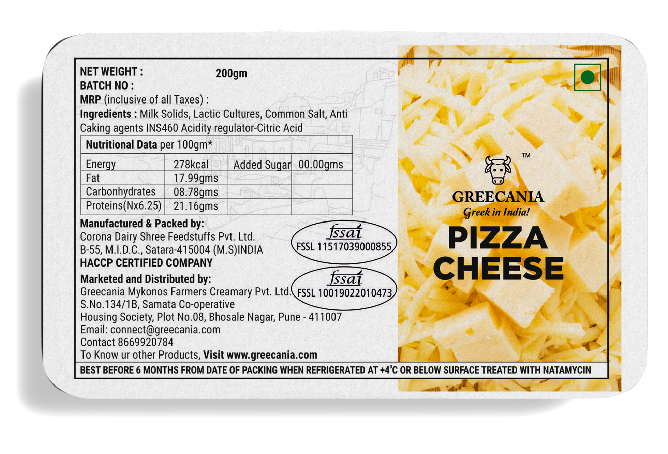 NET WEIGHT : 200gm
BATCH NO :
MRP (inclusive of all Taxes) :
Ingredients : Milk Solids, Lactic Cultures, Common Salt, Anti
Caking agents INS460 Acidity regulator-Citric Acid
Nutritional Data per 100gm*
Energy 278kcal Added Sugar 00.00gms
Fat 17.99gms
Carbonhydrates 08.78gms
Proteins(Nx6.25) 21.16gms
Manufactured & Packed by:
Corona Dairy Shree Feedstuffs Pvt. Ltd.
B-55, M.I.D.C., Satara-415004 (M.S)INDIA
HACCP CERTIFIED COMPANY
fssai
FSSL 11517039000855
Marketed and Distributed by:
Greecania Mykonos Farmers Creamary Pvt. Ltd.
S.No.134/1B, Samata Co-operative
Housing Society, Plot No.08, Bhosale Nagar, Pune - 411007
Email: connect@greecania.com
Contact 8669920784
To Know ur other Products, Visit www.greecania.com
fssai
FSSL 10019022010473
BEST BEFORE 6 MONTHS FROM DATE OF PACKING WHEN REFRIGERATED AT +4°C OR BELOW SURFACE TREATED WITH NATAMYCIN
TM
GREECANIA
Greek in India!
PIZZA
CHEESE